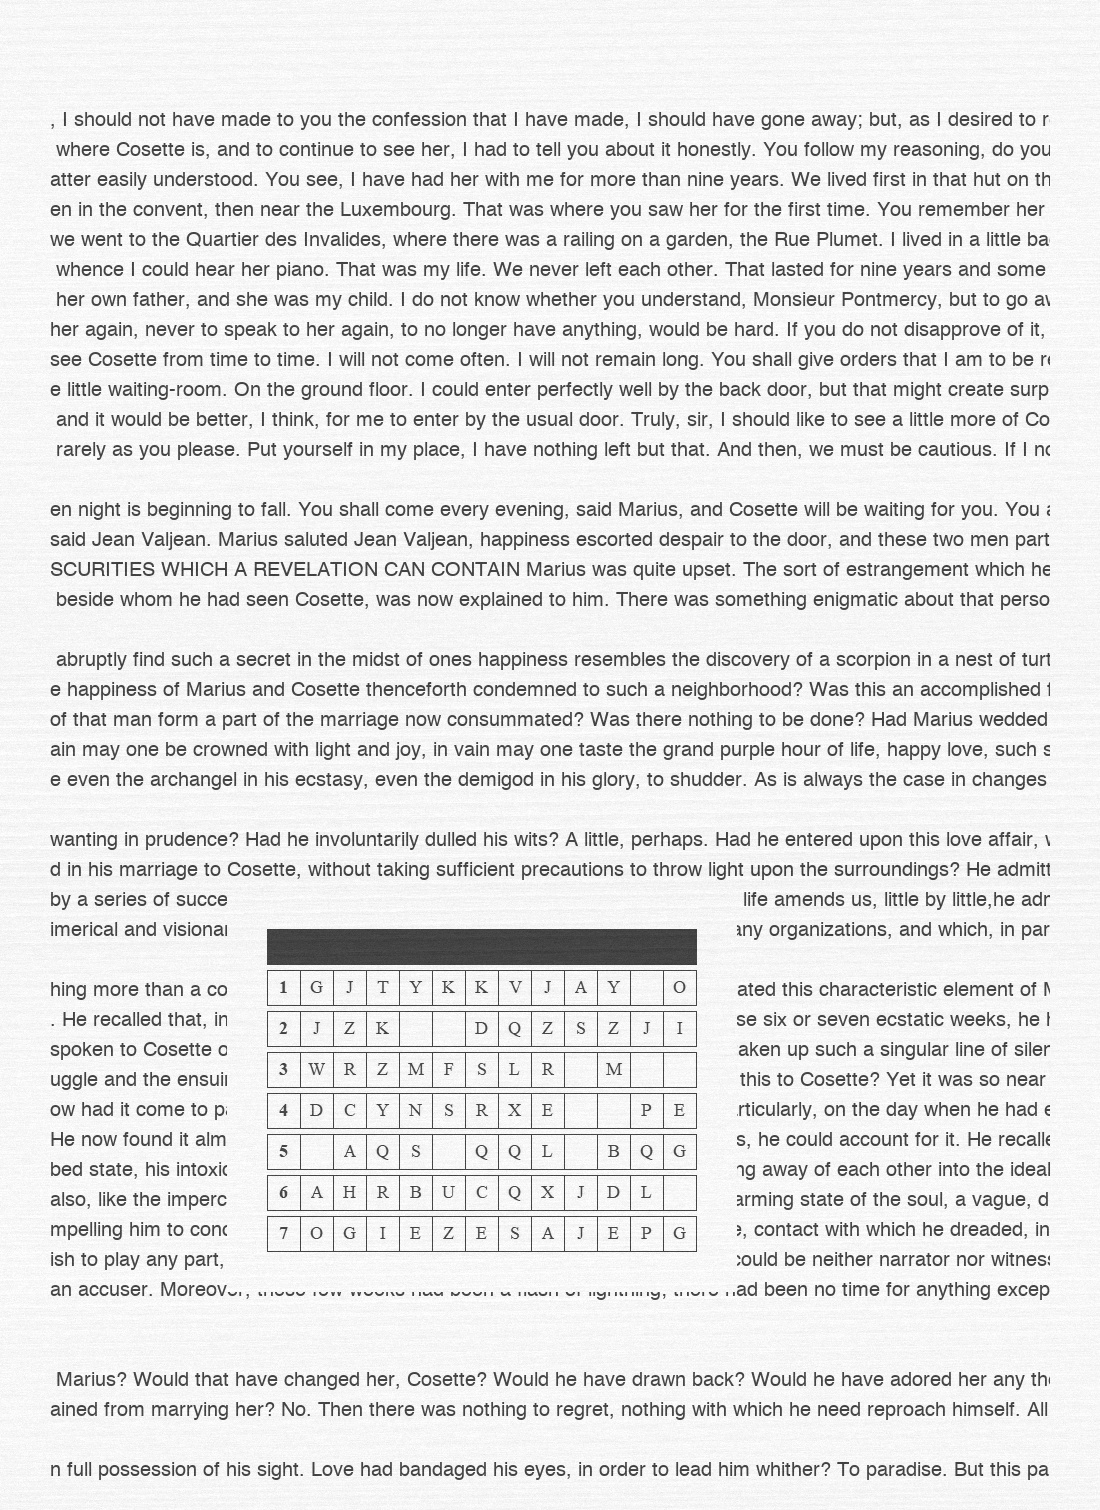 , I should not have made to you the confession that I have made, I should have gone away; but, as I desired to
where Cosette is, and to continue to see her, I had to tell you about it honestly. You follow my reasoning, do you
atter easily understood. You see, I have had her with me for more than nine years. We lived first in that hut on th
en in the convent, then near the Luxembourg. That was where you saw her for the first time. You remember her
we went to the Quartier des Invalides, where there was a railing on a garden, the Rue Plumet. I lived in a little ba
whence I could hear her piano. That was my life. We never left each other. That lasted for nine years and some
her own father, and she was my child. I do not know whether you understand, Monsieur Pontmercy, but to go
her again, never to speak to her again, to no longer have anything, would be hard. If you do not disapprove of it,
see Cosette from time to time. I will not come often. I will not remain long. You shall give orders that I am to be
e little waiting-room. On the ground floor. I could enter perfectly well by the back door, but that might create surp
and it would be better, I think, for me to enter by the usual door. Truly, sir, I should like to see a little more of Co
rarely as you please. Put yourself in my place, I have nothing left but that. And then, we must be cautious. If I
en night is beginning to fall. You shall come every evening, said Marius, and Cosette will be waiting for you. You
said Jean Valjean. Marius saluted Jean Valjean, happiness escorted despair to the door, and these two men part
SCURITIES WHICH A REVELATION CAN CONTAIN Marius was quite upset. The sort of estrangement which he
beside whom he had seen Cosette, was now explained to him. There was something enigmatic about that perso
abruptly find such a secret in the midst of ones happiness resembles the discovery of a scorpion in a nest of turt
e happiness of Marius and Cosette thenceforth condemned to such a neighborhood? Was this an accomplished
of that man form a part of the marriage now consummated? Was there nothing to be done? Had Marius wedded
ain may one be crowned with light and joy, in vain may one taste the grand purple hour of life, happy love, such
e even the archangel in his ecstasy, even the demigod in his glory, to shudder. As is always the case in changes
wanting in prudence? Had he involuntarily dulled his wits? A little, perhaps. Had he entered upon this love affair,
d in his marriage to Cosette, without taking sufficient precautions to throw light upon the surroundings? He admitt
by a series of succe life amends us, little by little,he adm
imerical and visionar any organizations, and which, in par
1 G J T Y K K V J A Y O
hing more than a co ated this characteristic element of
2 J Z K D Q Z S Z J I
. He recalled that, in se six or seven ecstatic weeks, he
spoken to Cosette aken up such a singular line of silen
3 W R Z M F S L R M
uggle and the ensuin this to Cosette? Yet it was so near
4 D C Y N S R X E P E
ow had it come to pa rticularly, on the day when he had
He now found it alm s, he could account for it. He recalle
5 A Q S Q Q L B Q G
bed state, his intoxic ng away of each other into the ideal
6 A H R B U C Q X J D L
also, like the imperc arming state of the soul, a vague, d
mpelling him to conc e, contact with which he dreaded, in
7 O G I E Z E S A J E P G
ish to play any part, could be neither narrator nor witness
an accuser. Moreover, these few weeks had been a flash of lightning, there had been no time for anything excep
Marius? Would that have changed her, Cosette? Would he have drawn back? Would he have adored her any
ained from marrying her? No. Then there was nothing to regret, nothing with which he need reproach himself. All
n full possession of his sight. Love had bandaged his eyes, in order to lead him whither? To paradise. But this pa